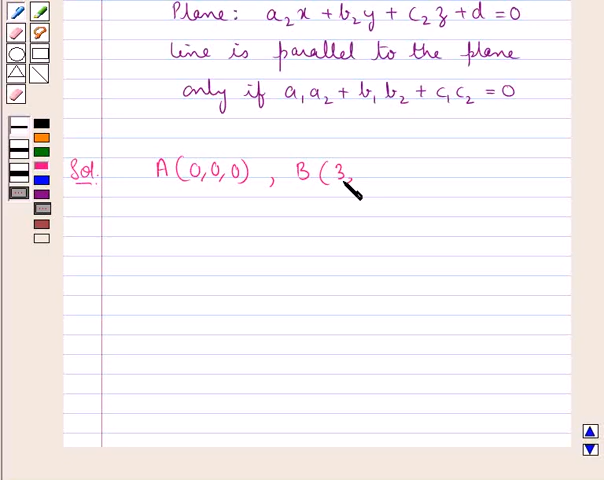 Plane: a₂x + b₂y + c₂z + d = 0
Line is parallel to the plane
only if a₁a₂ + b₁b₂ + c₁c₂ = 0
Sol. A(0,0,0) , B(3,